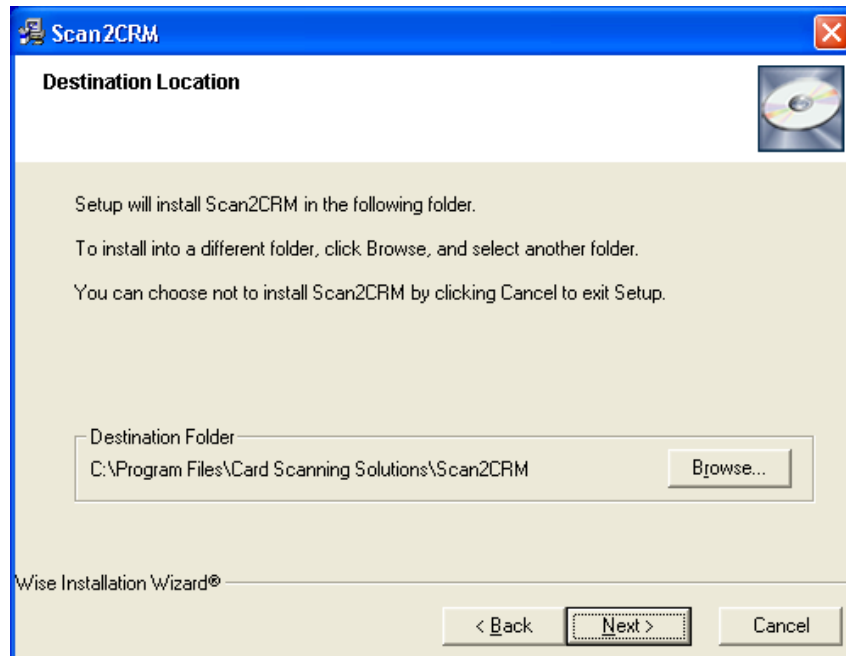 Scan2CRM
Destination Location
Setup will install Scan2CRM in the following folder.
To install into a different folder, click Browse, and select another folder.
You can choose not to install Scan2CRM by clicking Cancel to exit Setup.
Destination Folder
C:\Program Files\Card Scanning Solutions\Scan2CRM
Browse...
Wise Installation Wizard®
< Back Next > Cancel